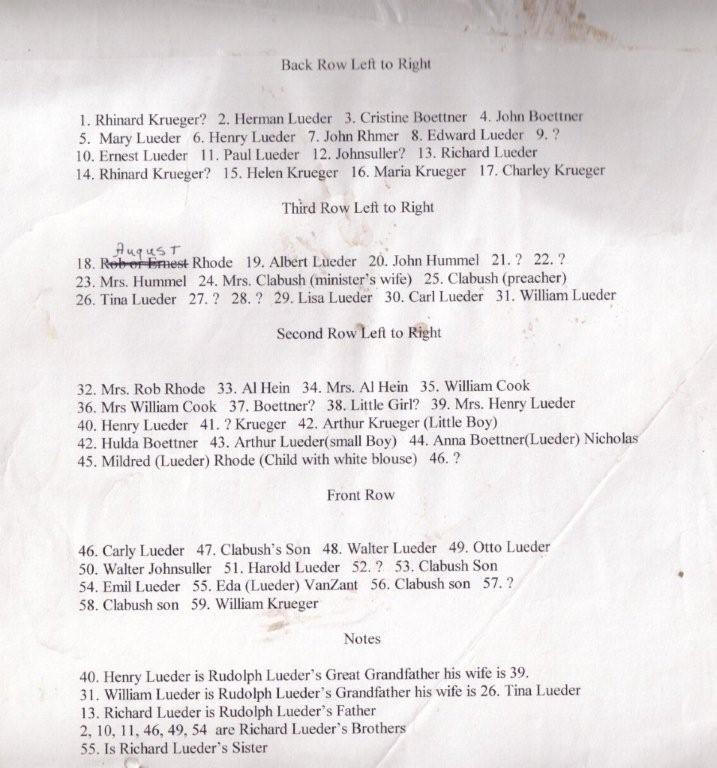 Back Row Left to Right
1. Rhinard Krueger? 2. Herman Lueder 3. Cristine Boettner 4. John Boettner
5. Mary Lueder 6. Henry Lueder 7. John Rhmer 8. Edward Lueder 9. ?
10. Ernest Lueder 11. Paul Lueder 12. Johnsuller? 13. Richard Lueder
14. Rhinard Krueger? 15. Helen Krueger 16. Maria Krueger 17. Charley Krueger
Third Row Left to Right
August
18. Rob or Ernest Rhode 19. Albert Lueder 20. John Hummel 21. ? 22. ?
23. Mrs. Hummel 24. Mrs. Clabush (minister's wife) 25. Clabush (preacher)
26. Tina Lueder 27. ? 28. ? 29. Lisa Lueder 30. Carl Lueder 31. William Lueder
Second Row Left to Right
32. Mrs. Rob Rhode 33. Al Hein 34. Mrs. Al Hein 35. William Cook
36. Mrs William Cook 37. Boettner? 38. Little Girl? 39. Mrs. Henry Lueder
40. Henry Lueder 41. ? Krueger 42. Arthur Krueger (Little Boy)
42. Hulda Boettner 43. Arthur Lueder(small Boy) 44. Anna Boettner(Lueder) Nicholas
45. Mildred (Lueder) Rhode (Child with white blouse) 46. ?
Front Row
46. Carly Lueder 47. Clabush's Son 48. Walter Lueder 49. Otto Lueder
50. Walter Johnsuller 51. Harold Lueder 52. ? 53. Clabush Son
54. Emil Lueder 55. Eda (Lueder) VanZant 56. Clabush son 57. ?
58. Clabush son 59. William Krueger
Notes
40. Henry Lueder is Rudolph Lueder's Great Grandfather his wife is 39.
31. William Lueder is Rudolph Lueder's Grandfather his wife is 26. Tina Lueder
13. Richard Lueder is Rudolph Lueder's Father
2, 10, 11, 46, 49, 54 are Richard Lueder's Brothers
55. Is Richard Lueder's Sister